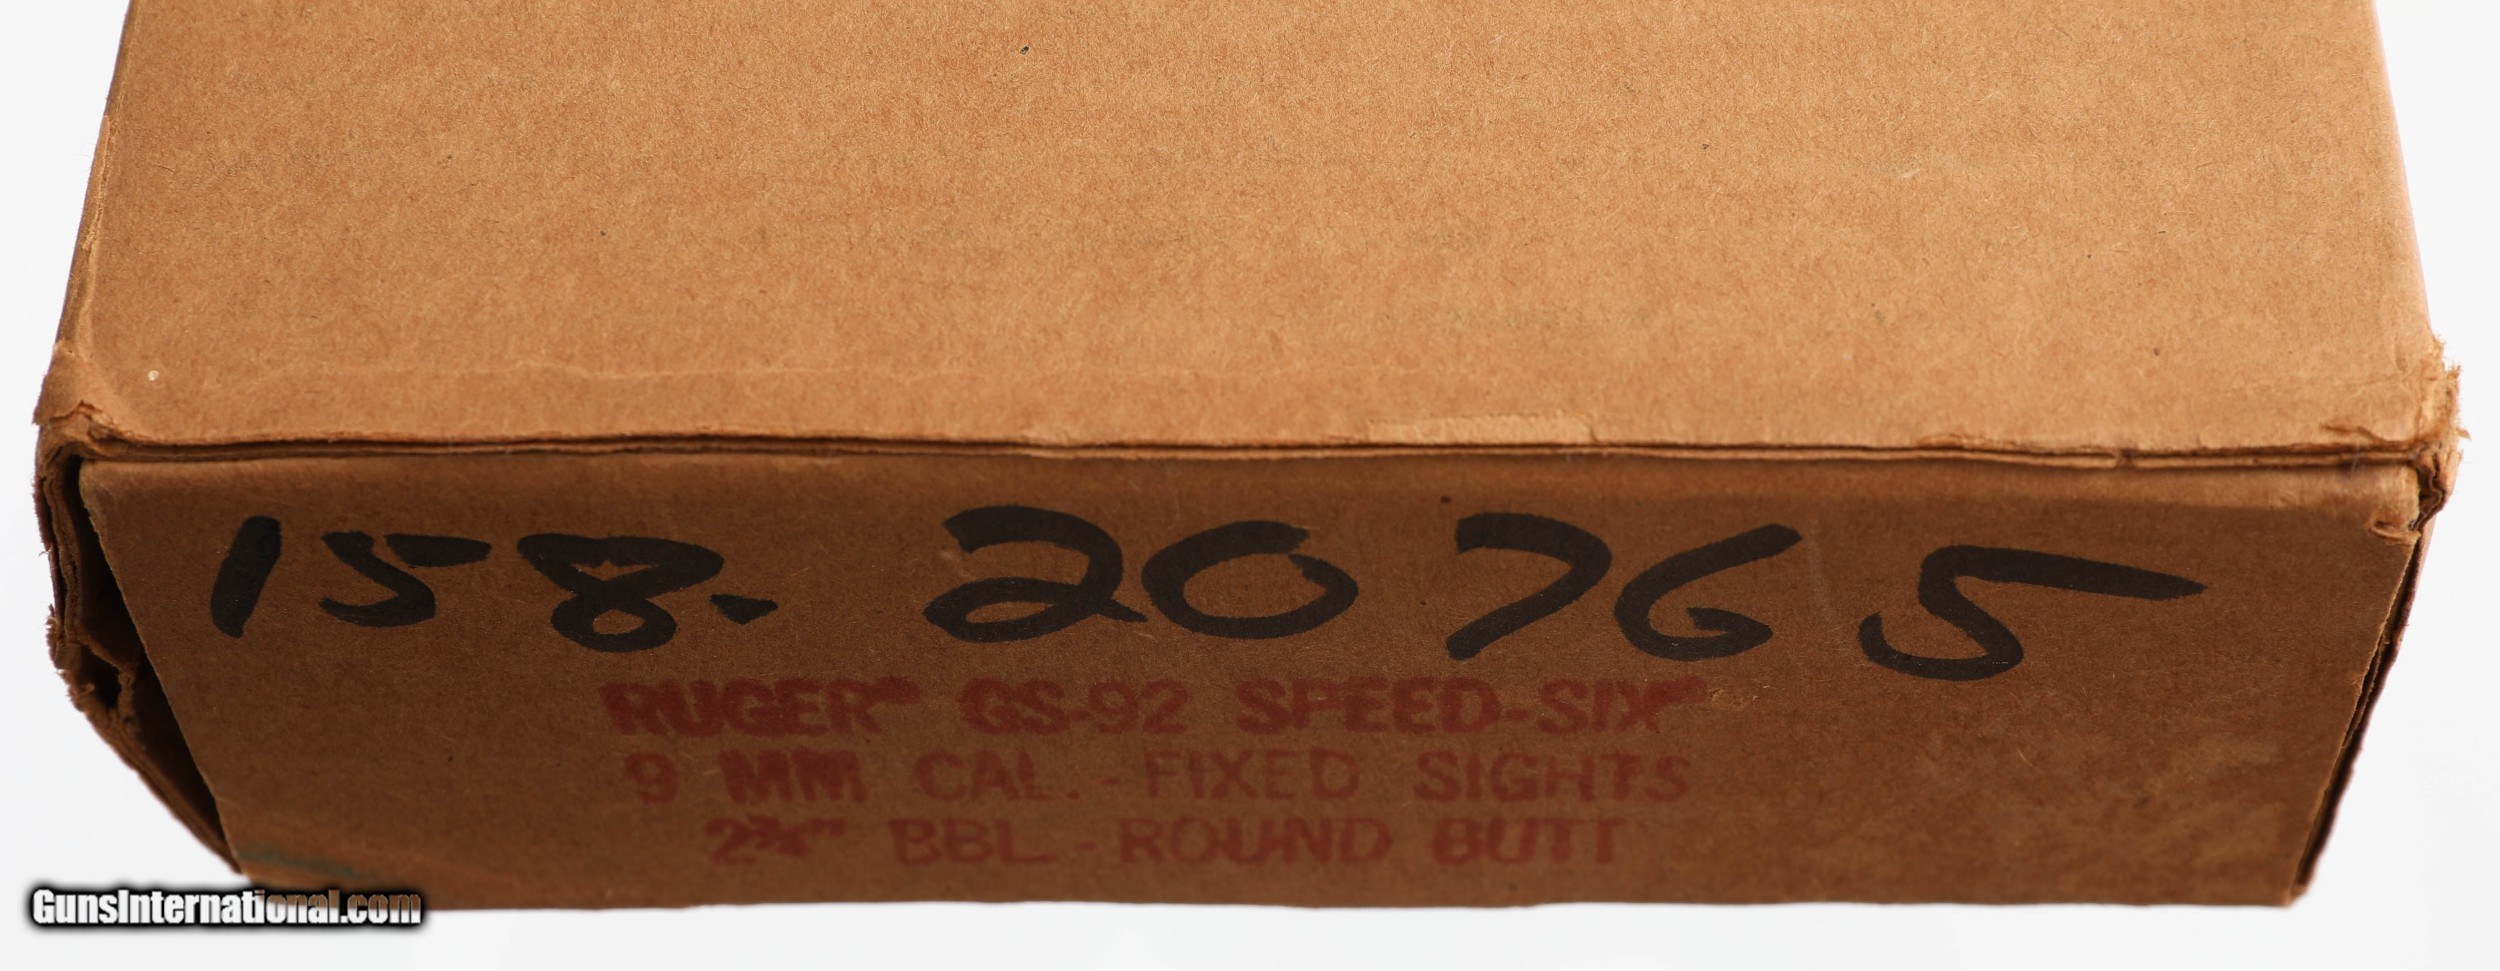 158-20765
RUGER® GS-92 SPEED-SIX®
9 MM CAL. - FIXED SIGHTS
2¾" BBL - ROUND BUTT
GunsInternational.com